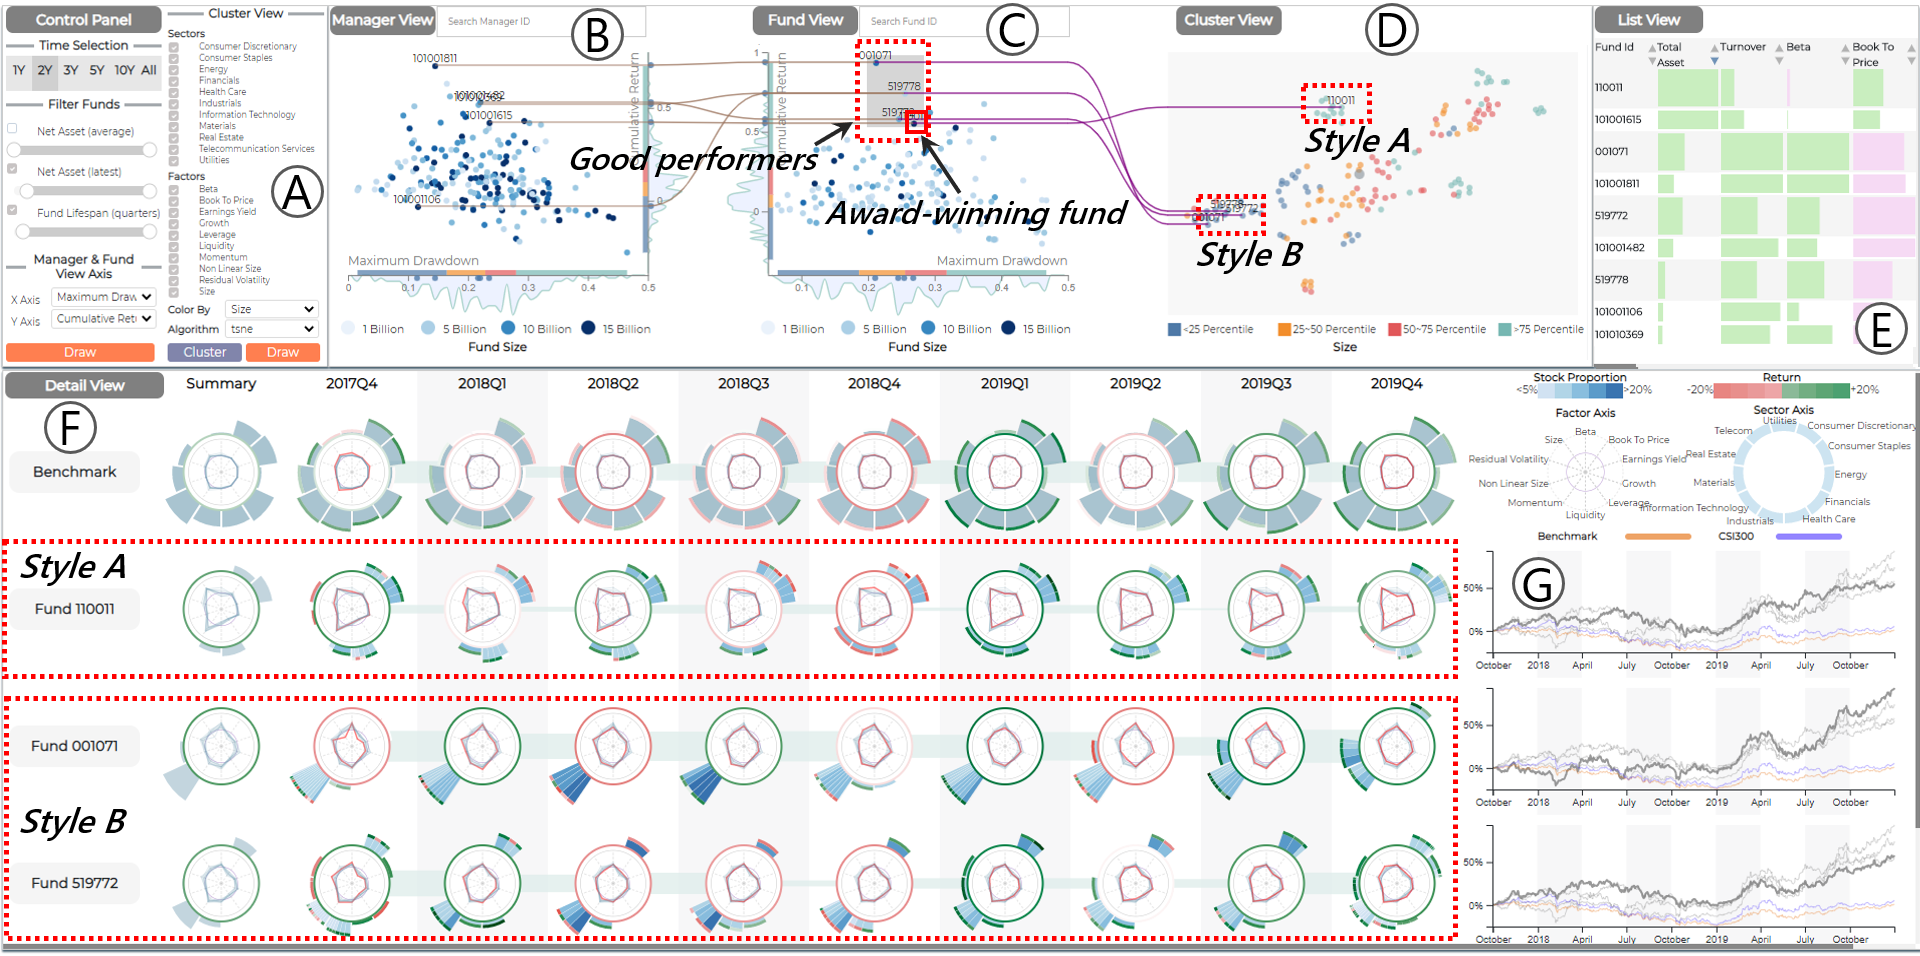 Control Panel
Time Selection
1Y 2Y 3Y 5Y 10Y All
Filter Funds
Net Asset (average)
Net Asset (latest)
Fund Lifespan (quarters)
Manager & Fund
View Axis
X Axis Maximum Draw
Y Axis Cumulative Retu
Draw
Cluster View
Sectors
Consumer Discretionary
Consumer Staples
Energy
Financials
Health Care
Industrials
Information Technology
Materials
Real Estate
Telecommunication Services
Utilities
Factors
Beta
Book To Price
Earnings Yield
Growth
Leverage
Liquidity
Momentum
Non Linear Size
Residual Volatility
Size
Color By Size
Algorithm tsne
Cluster Draw
A
Manager View
Search Manager ID
B
101001811
101001482
101001615
101001106
Cumulative Return
0.5
0
Maximum Drawdown
0 0.1 0.2 0.3 0.4 0.5
1 Billion 5 Billion 10 Billion 15 Billion
Fund Size
Fund View
Search Fund ID
C
1
0.5
0
Cumulative Return
001071
519778
519772
Good performers
Award-winning fund
Maximum Drawdown
0 0.1 0.2 0.3 0.4 0.5
1 Billion 5 Billion 10 Billion 15 Billion
Fund Size
Cluster View
D
110011
Style A
519778
519772
001071
Style B
<25 Percentile 25~50 Percentile 50~75 Percentile >75 Percentile
Size
List View
Fund Id Total Asset Turnover Beta Book To Price
110011
101001615
001071
101001811
519772
101001482
519778
101001106
101010369
E
Detail View
Summary 2017Q4 2018Q1 2018Q2 2018Q3 2018Q4 2019Q1 2019Q2 2019Q3 2019Q4
F
Benchmark
Style A
Fund 110011
Fund 001071
Style B
Fund 519772
Stock Proportion
<5% >20%
Return
-20% +20%
Factor Axis
Beta
Book To Price
Earnings Yield
Growth
Leverage
Liquidity
Momentum
Non Linear Size
Residual Volatility
Size
Sector Axis
Utilities
Consumer Discretionary
Consumer Staples
Energy
Financials
Health Care
Industrials
Information Technology
Materials
Real Estate
Telecom
Benchmark CSI300
G
50%
0%
October 2018 April July October 2019 April July October
50%
0%
October 2018 April July October 2019 April July October
50%
0%
October 2018 April July October 2019 April July October